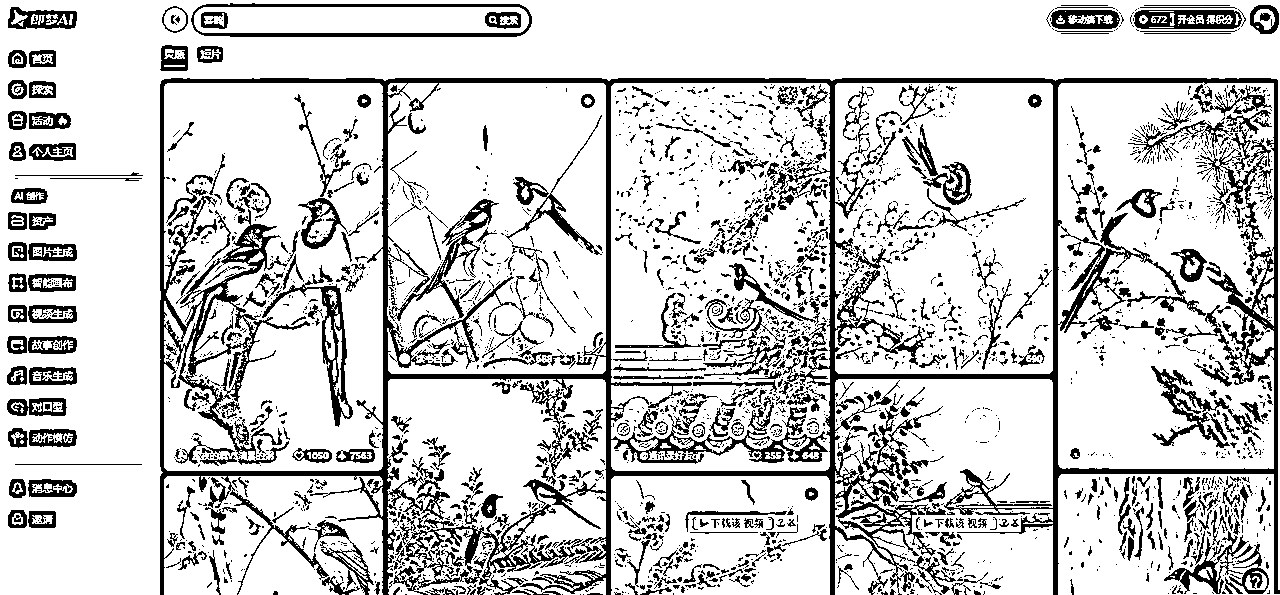 即梦AI
搜索
移动端下载
672 开会员 得积分
灵感
短片
首页
探索
活动
个人主页
AI 创作
资产
图片生成
智能画布
视频生成
故事创作
音乐生成
对口型
动作模仿
消息中心
邀请
1050
7563
255
648
下载该 视频
下载该 视频